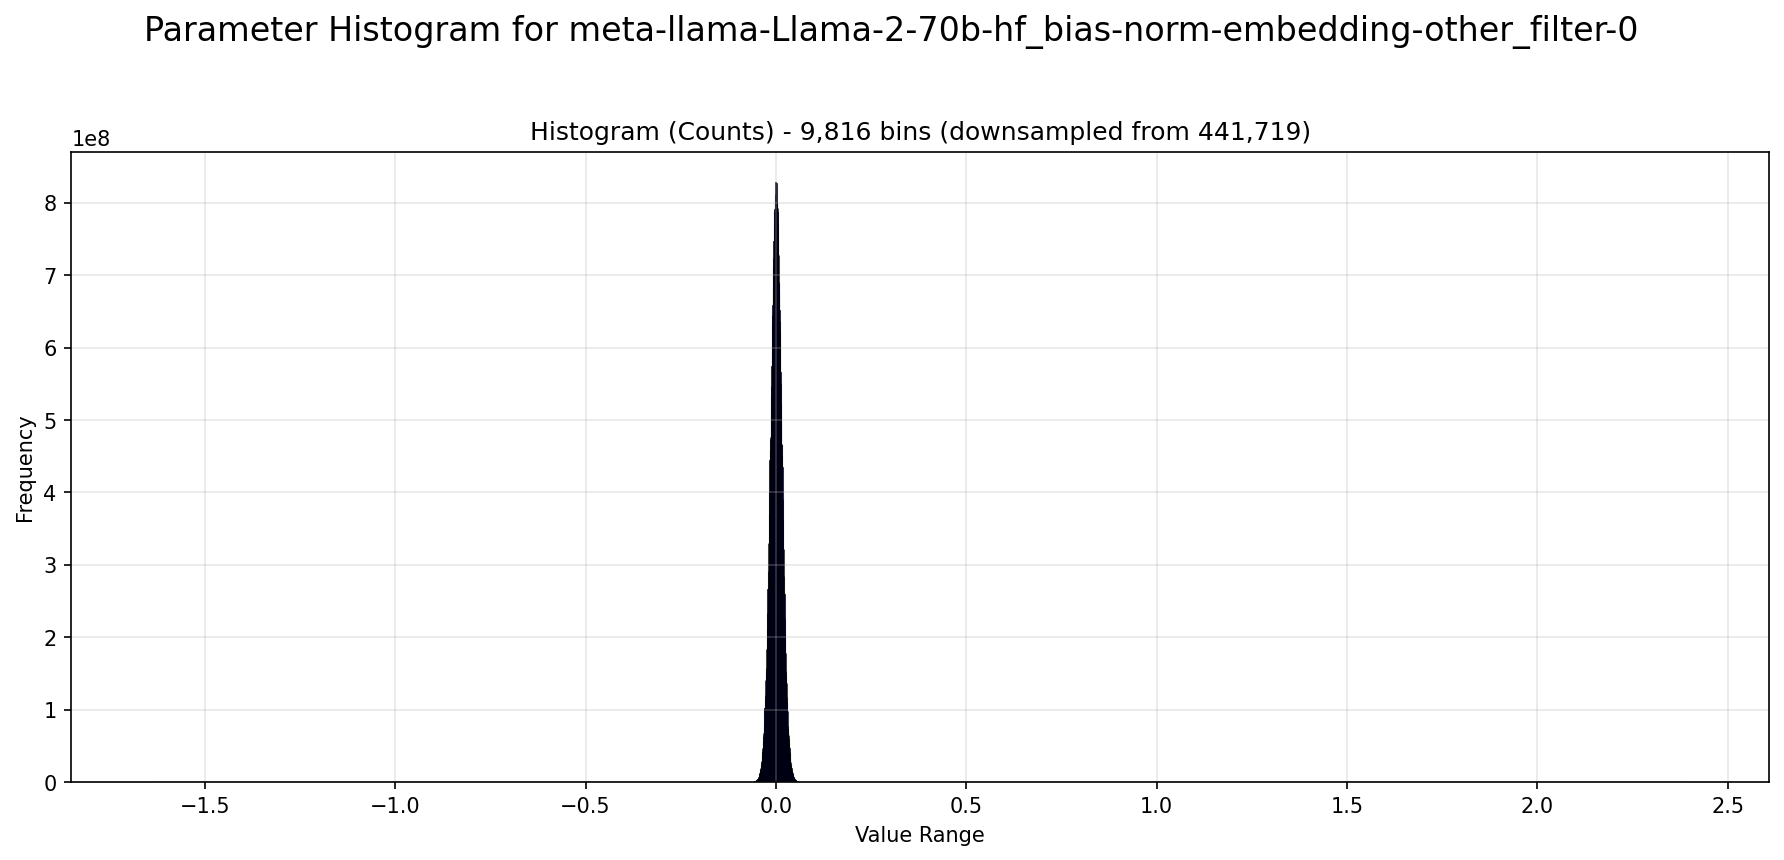 Parameter Histogram for meta-llama-Llama-2-70b-hf_bias-norm-embedding-other_filter-0
Histogram (Counts) - 9,816 bins (downsampled from 441,719)
1e8
8
7
6
5
4
3
2
1
0
Frequency
−1.5 −1.0 −0.5 0.0 0.5 1.0 1.5 2.0 2.5
Value Range